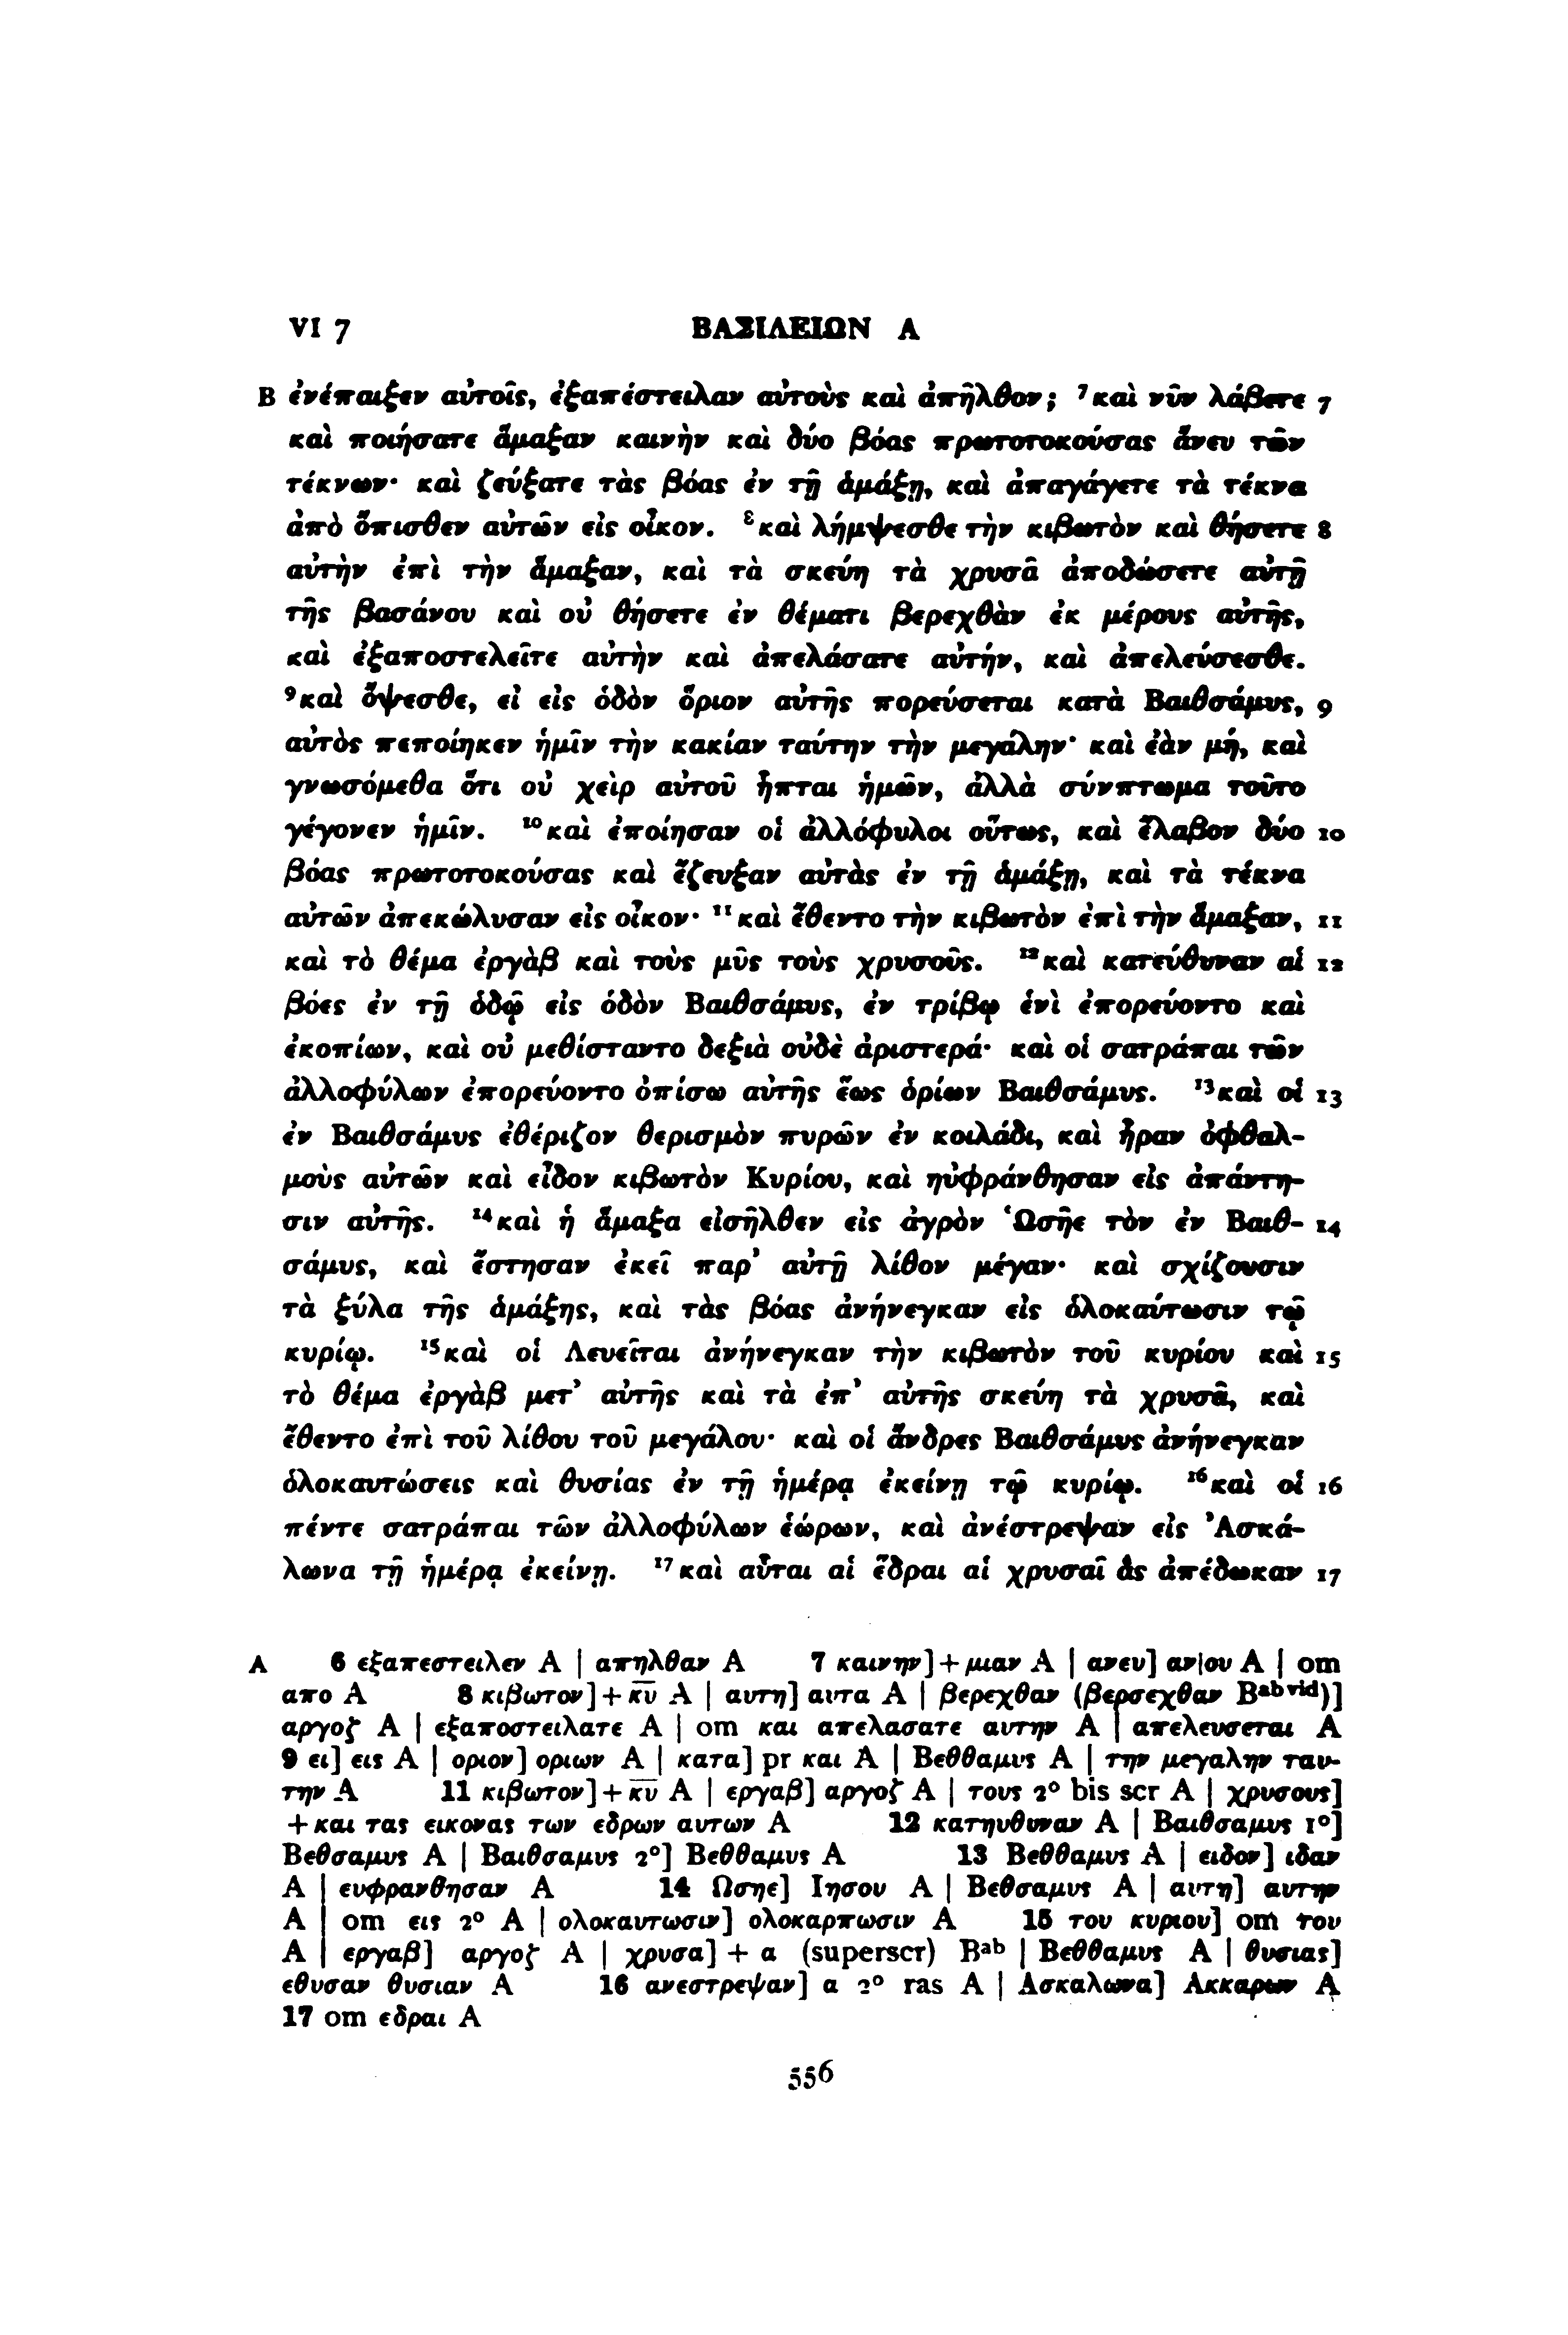 VI 7 ΒΑΣΙΛΕΙΩΝ Α
B ἐνέπαιξεν αὐτοῖς, ἐξαπέστειλαν αὐτοὺς καὶ ἀπῆλθον; ⁷καὶ νῦν λάβετε 7
καὶ ποιήσατε ἅμαξαν καινὴν καὶ δύο βόας πρωτοτοκούσας ἄνευ τῶν
τέκνων· καὶ ζεύξατε τὰς βόας ἐν τῇ ἁμάξῃ, καὶ ἀπαγάγετε τὰ τέκνα
ἀπὸ ὄπισθεν αὐτῶν εἰς οἶκον. ⁸καὶ λήμψεσθε τὴν κιβωτὸν καὶ θήσετε 8
αὐτὴν ἐπὶ τὴν ἅμαξαν, καὶ τὰ σκεύη τὰ χρυσᾶ ἀποδώσετε αὐτῇ
τῆς βασάνου καὶ οὐ θήσετε ἐν θέματι βερεχθὰν ἐκ μέρους αὐτῆς,
καὶ ἐξαποστελεῖτε αὐτὴν καὶ ἀπελάσατε αὐτήν, καὶ ἀπελεύσεσθε.
⁹καὶ ὄψεσθε, εἰ εἰς ὁδὸν ὅριον αὐτῆς πορεύσεται κατὰ Βαιθσάμυς, 9
αὐτὸς πεποίηκεν ἡμῖν τὴν κακίαν ταύτην τὴν μεγάλην· καὶ ἐὰν μή, καὶ
γνωσόμεθα ὅτι οὐ χεὶρ αὐτοῦ ἧπται ἡμῶν, ἀλλὰ σύνπτωμα τοῦτο
γέγονεν ἡμῖν. ¹⁰καὶ ἐποίησαν οἱ ἀλλόφυλοι οὕτως, καὶ ἔλαβον δύο 10
βόας πρωτοτοκούσας καὶ ἔζευξαν αὐτὰς ἐν τῇ ἁμάξῃ, καὶ τὰ τέκνα
αὐτῶν ἀπεκώλυσαν εἰς οἶκον· ¹¹καὶ ἔθεντο τὴν κιβωτὸν ἐπὶ τὴν ἅμαξαν, 11
καὶ τὸ θέμα ἐργὰβ καὶ τοὺς μῦς τοὺς χρυσοῦς. ¹²καὶ κατεύθυναν αἱ 12
βόες ἐν τῇ ὁδῷ εἰς ὁδὸν Βαιθσάμυς, ἐν τρίβῳ ἑνὶ ἐπορεύοντο καὶ
ἐκοπίων, καὶ οὐ μεθίσταντο δεξιὰ οὐδὲ ἀριστερά· καὶ οἱ σατράπαι τῶν
ἀλλοφύλων ἐπορεύοντο ὀπίσω αὐτῆς ἕως ὁρίων Βαιθσάμυς. ¹³καὶ οἱ 13
ἐν Βαιθσάμυς ἐθέριζον θερισμὸν πυρῶν ἐν κοιλάδι, καὶ ἦραν ὀφθαλ-
μοὺς αὐτῶν καὶ εἶδον κιβωτὸν Κυρίου, καὶ ηὐφράνθησαν εἰς ἀπάντη-
σιν αὐτῆς. ¹⁴καὶ ἡ ἅμαξα εἰσῆλθεν εἰς ἀγρὸν Ὡσῆε τὸν ἐν Βαιθ- 14
σάμυς, καὶ ἔστησαν ἐκεῖ παρ’ αὐτῇ λίθον μέγαν· καὶ σχίζουσιν
τὰ ξύλα τῆς ἁμάξης, καὶ τὰς βόας ἀνήνεγκαν εἰς ὁλοκαύτωσιν τῷ
κυρίῳ. ¹⁵καὶ οἱ Λευεῖται ἀνήνεγκαν τὴν κιβωτὸν τοῦ κυρίου καὶ 15
τὸ θέμα ἐργὰβ μετ’ αὐτῆς καὶ τὰ ἐπ’ αὐτῆς σκεύη τὰ χρυσᾶ, καὶ
ἔθεντο ἐπὶ τοῦ λίθου τοῦ μεγάλου· καὶ οἱ ἄνδρες Βαιθσάμυς ἀνήνεγκαν
ὁλοκαυτώσεις καὶ θυσίας ἐν τῇ ἡμέρᾳ ἐκείνῃ τῷ κυρίῳ. ¹⁶καὶ οἱ 16
πέντε σατράπαι τῶν ἀλλοφύλων ἑώρων, καὶ ἀνέστρεψαν εἰς Ἀσκά-
λωνα τῇ ἡμέρᾳ ἐκείνῃ. ¹⁷καὶ αὗται αἱ ἕδραι αἱ χρυσαῖ ἃς ἀπέδωκαν 17
A 6 εξαπεστειλεν A | απηλθαν A 7 καινην]+μιαν A | ανευ] αν|ου A | om
απο A 8 κιβωτον]+κ̅υ̅ A | αυτη] αυτα A | βερεχθαν (βερσεχθαν Bᵃᵇ ᵛⁱᵈ)]
αργοζ A | εξαποστειλατε A | om και απελασατε αυτην A | απελευσεται A
9 ει] εις A | οριον] οριων A | κατα] pr και A | Βεθθαμυς A | την μεγαλην ταυ-
την A 11 κιβωτον]+κ̅υ̅ A | εργαβ] αργοζ A | τους 2° bis scr A | χρυσους]
+και τας εικονας των εδρων αυτων A 12 κατηυθυναν A | Βαιθσαμυς 1°]
Βεθσαμυς A | Βαιθσαμυς 2°] Βεθθαμυς A 13 Βεθθαμυς A | ειδον] ιδαν
A | ευφρανθησαν A 14 Ωσηε] Ιησου A | Βεθσαμυς A | αυτη] αυτην
A | om εις 2° A | ολοκαυτωσιν] ολοκαρπωσιν A 15 του κυριου] om του
A | εργαβ] αργοζ A | χρυσα] + α (superscr) Bᵃᵇ | Βεθθαμυς A | θυσιας]
εθυσαν θυσιαν A 16 ανεστρεψαν] α 2° ras A | Ασκαλωνα] Ακκαρων A
17 om εδραι A
556